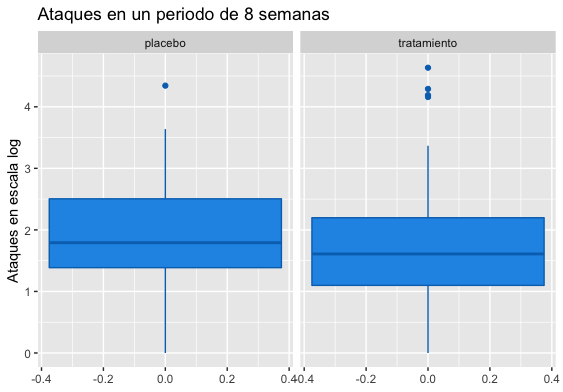 Ataques en un periodo de 8 semanas
placebo
tratamiento
Ataques en escala log
4
3
2
1
0
-0.4 -0.2 0.0 0.2 0.4
-0.4 -0.2 0.0 0.2 0.4